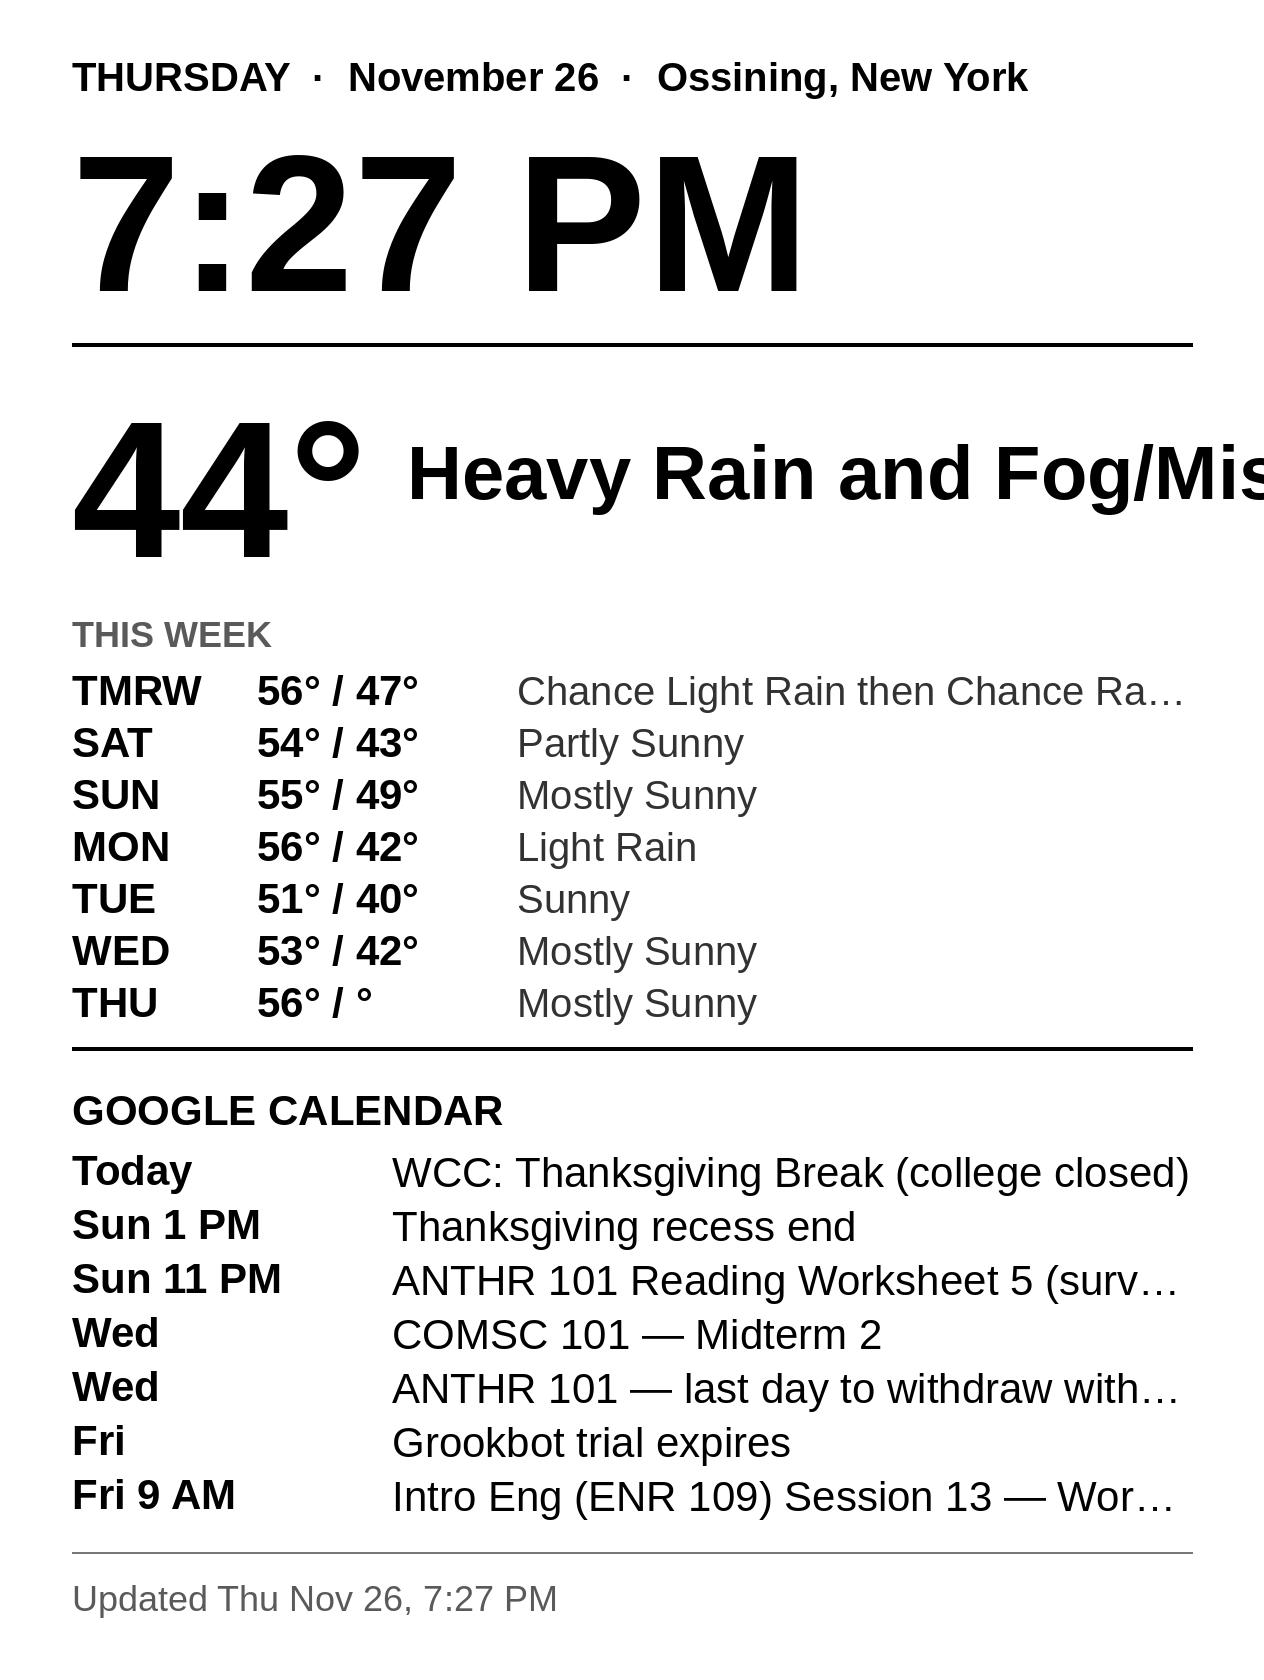 THURSDAY · November 26 · Ossining, New York
7:27 PM
44° Heavy Rain and Fog/Mis
THIS WEEK
TMRW 56° / 47° Chance Light Rain then Chance Ra…
SAT 54° / 43° Partly Sunny
SUN 55° / 49° Mostly Sunny
MON 56° / 42° Light Rain
TUE 51° / 40° Sunny
WED 53° / 42° Mostly Sunny
THU 56° / ° Mostly Sunny
GOOGLE CALENDAR
Today WCC: Thanksgiving Break (college closed)
Sun 1 PM Thanksgiving recess end
Sun 11 PM ANTHR 101 Reading Worksheet 5 (surv…
Wed COMSC 101 — Midterm 2
Wed ANTHR 101 — last day to withdraw with…
Fri Grookbot trial expires
Fri 9 AM Intro Eng (ENR 109) Session 13 — Wor…
Updated Thu Nov 26, 7:27 PM